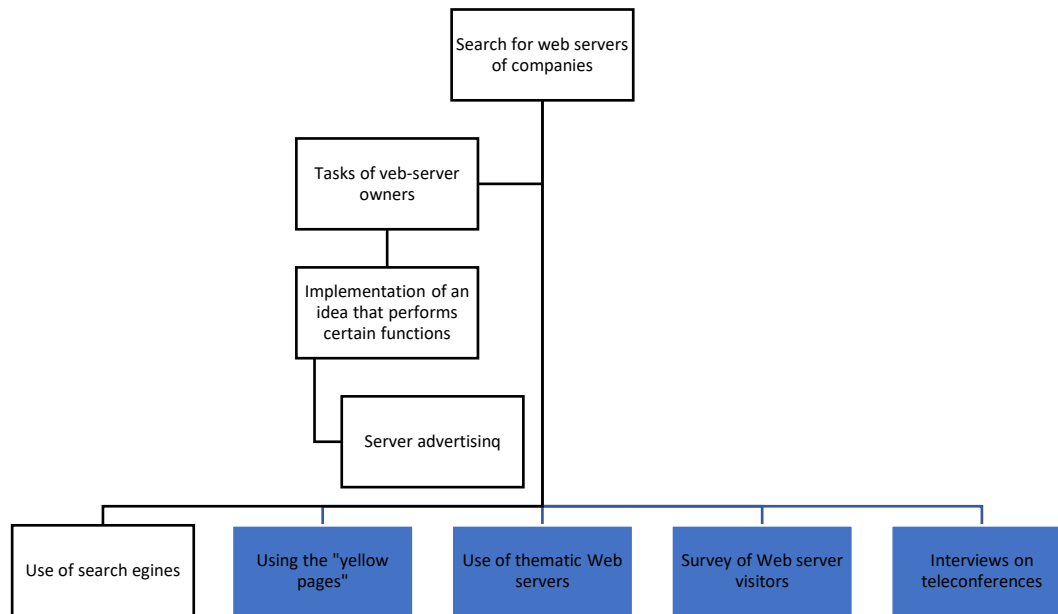 Search for web servers
of companies
Tasks of veb-server
owners
Implementation of an
idea that performs
certain functions
Server advertisinq
Use of search egines
Using the "yellow
pages"
Use of thematic Web
servers
Survey of Web server
visitors
Interviews on
teleconferences